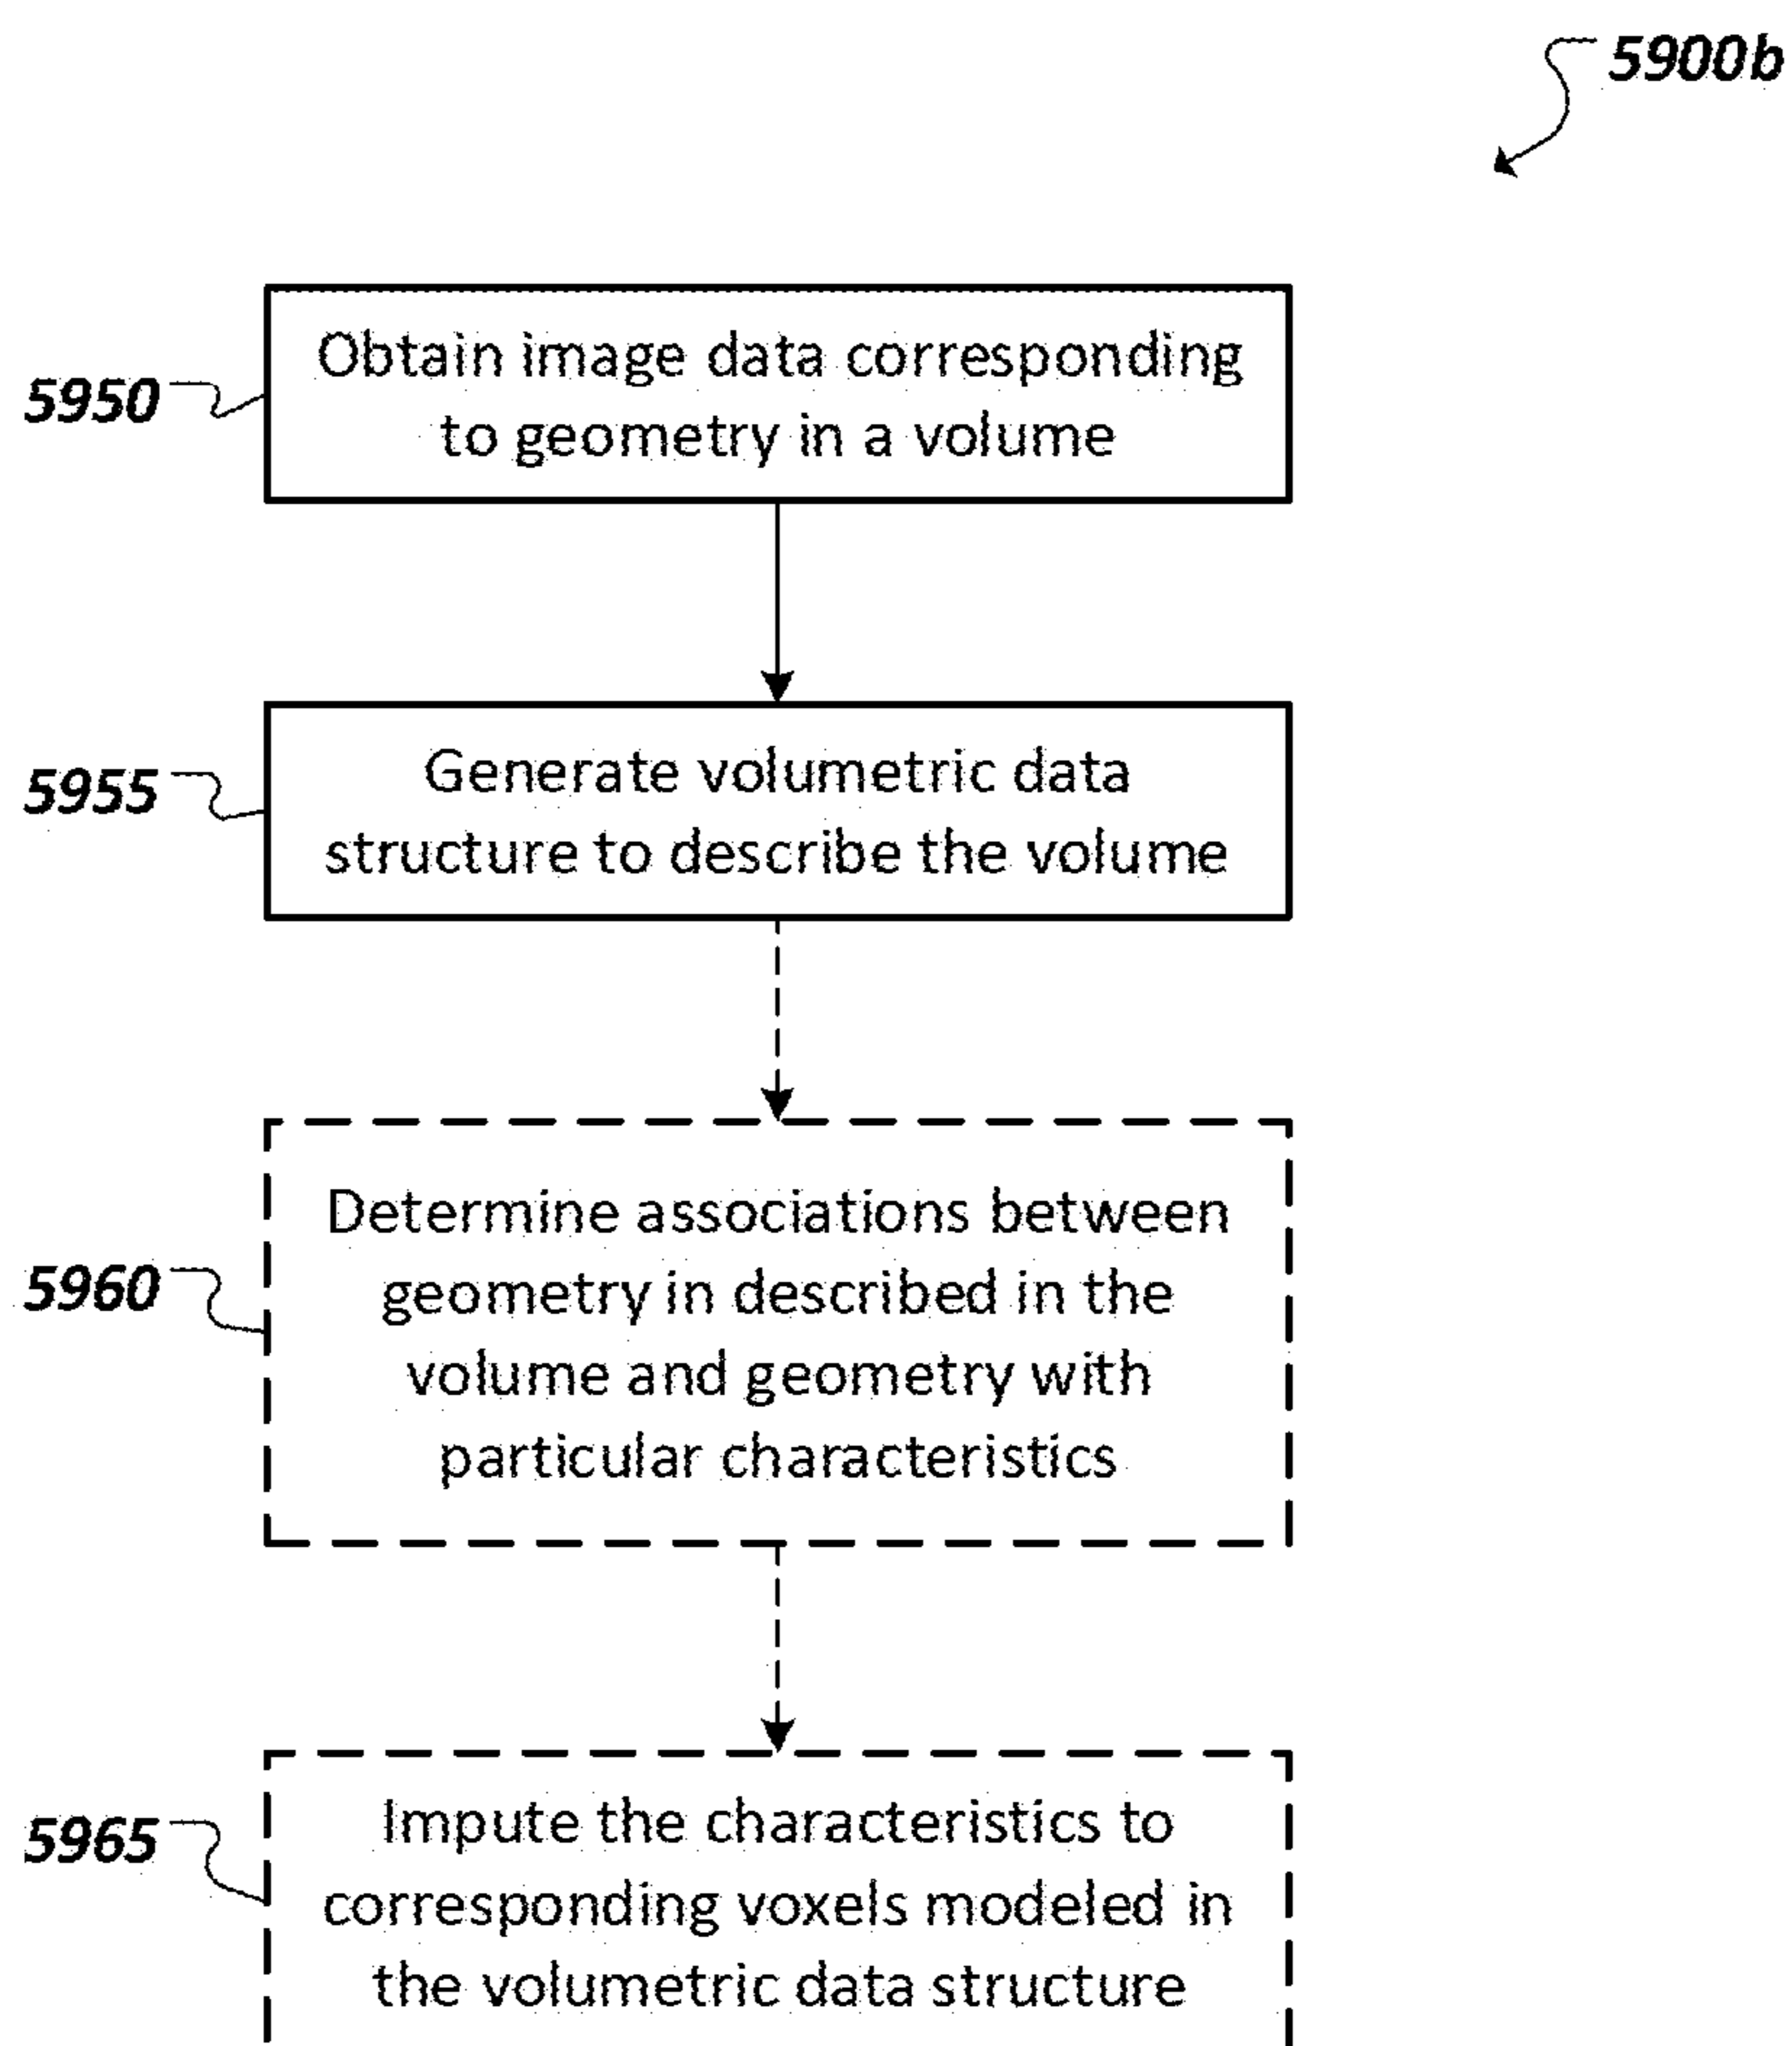 5900b
5950
Obtain image data corresponding
to geometry in a volume
5955
Generate volumetric data
structure to describe the volume
5960
Determine associations between
geometry in described in the
volume and geometry with
particular characteristics
5965
Impute the characteristics to
corresponding voxels modeled in
the volumetric data structure